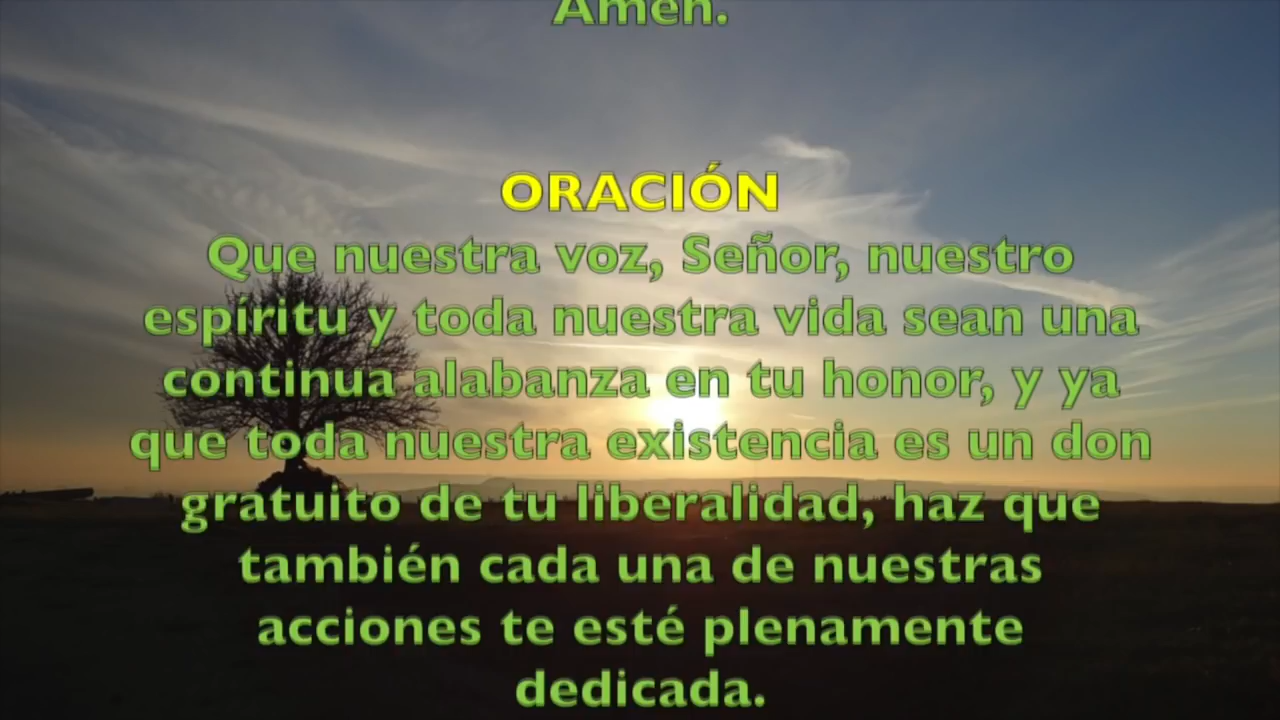 Amén.
ORACIÓN
Que nuestra voz, Señor, nuestro
espíritu y toda nuestra vida sean una
continua alabanza en tu honor, y ya
que toda nuestra existencia es un don
gratuito de tu liberalidad, haz que
también cada una de nuestras
acciones te esté plenamente
dedicada.